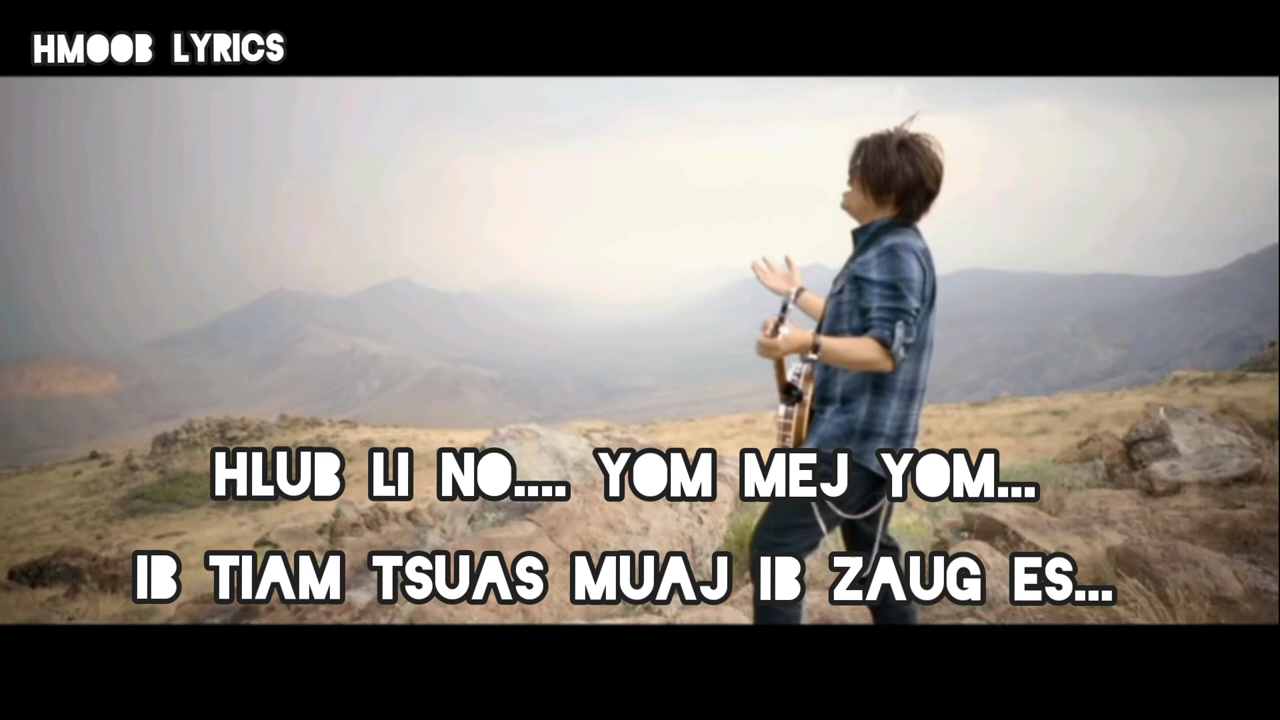 HMOOB LYRICS
HLUB LI NO.... YOM MEJ YOM...
IB TIAM TSUAS MUAJ IB ZAUG ES...